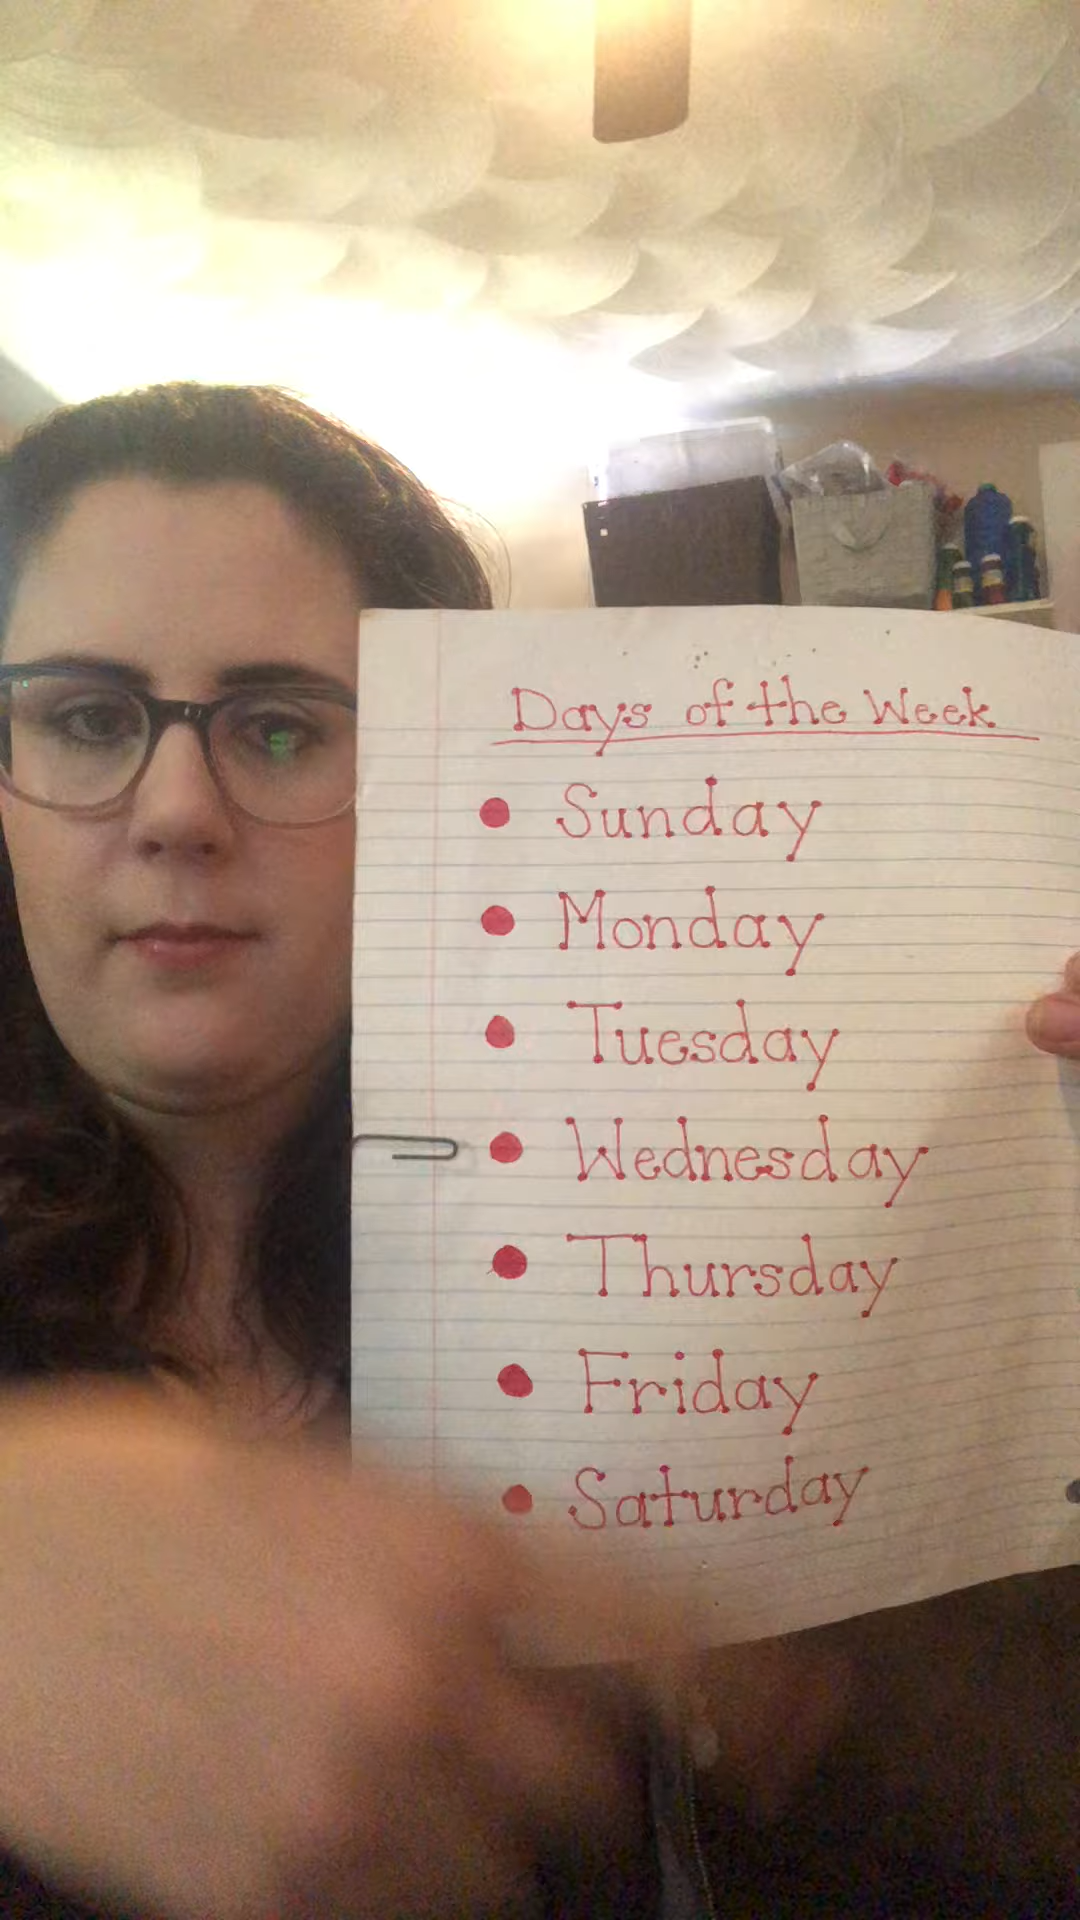 Days of the Week
• Sunday
• Monday
• Tuesday
• Wednesday
• Thursday
• Friday
• Saturday